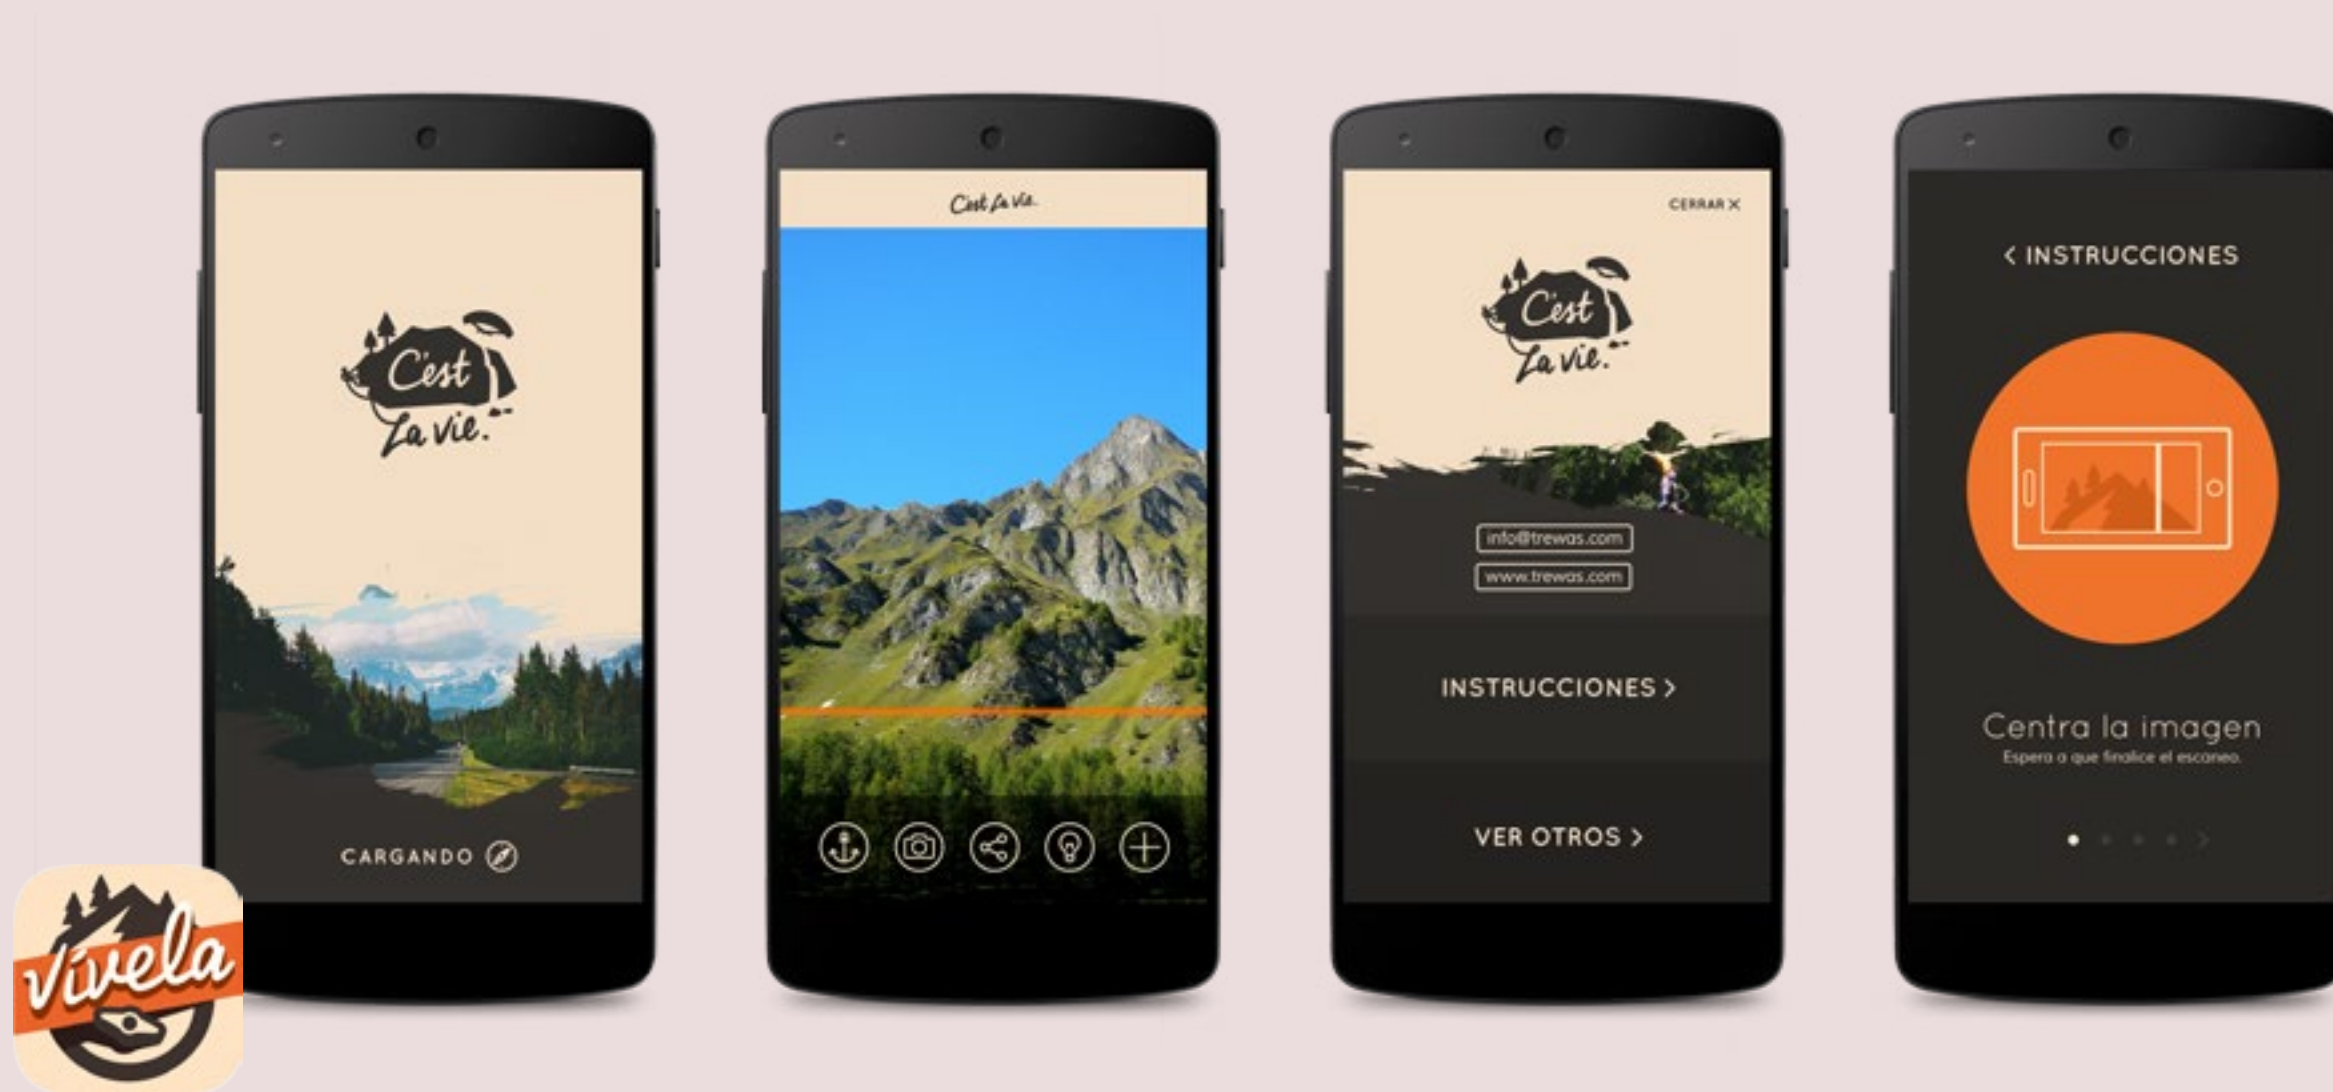 C'est
La vie.
CARGANDO
C'est La Vie.
CERRAR X
C'est
La vie.
info@trewas.com
www.trewas.com
INSTRUCCIONES >
VER OTROS >
< INSTRUCCIONES
Centra la imagen
Espera a que finalice el escaneo.
Vívela